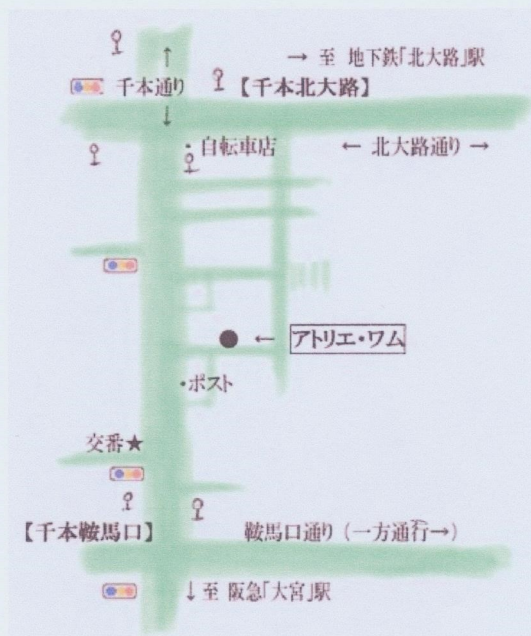 → 至 地下鉄「北大路」駅
千本通り
【千本北大路】
・自転車店
← 北大路通り →
← アトリエ・ワム
・ポスト
交番★
【千本鞍馬口】
鞍馬口通り（一方通行→）
↓至 阪急「大宮」駅